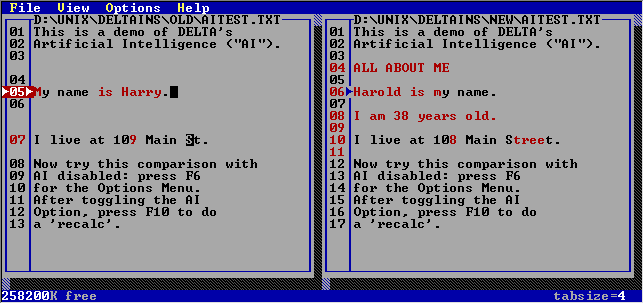 File View Options Help
D:\UNIX\DELTAINS\OLD\AITEST.TXT
01 This is a demo of DELTA's
02 Artificial Intelligence ("AI").
03
04
05 My name is Harry.
06
07 I live at 109 Main St.
08 Now try this comparison with
09 AI disabled: press F6
10 for the Options Menu.
11 After toggling the AI
12 Option, press F10 to do
13 a 'recalc'.
D:\UNIX\DELTAINS\NEW\AITEST.TXT
01 This is a demo of DELTA's
02 Artificial Intelligence ("AI").
03
04 ALL ABOUT ME
05
06 Harold is my name.
07
08 I am 38 years old.
09
10 I live at 108 Main Street.
11
12 Now try this comparison with
13 AI disabled: press F6
14 for the Options Menu.
15 After toggling the AI
16 Option, press F10 to do
17 a 'recalc'.
258200K free tabsize=4